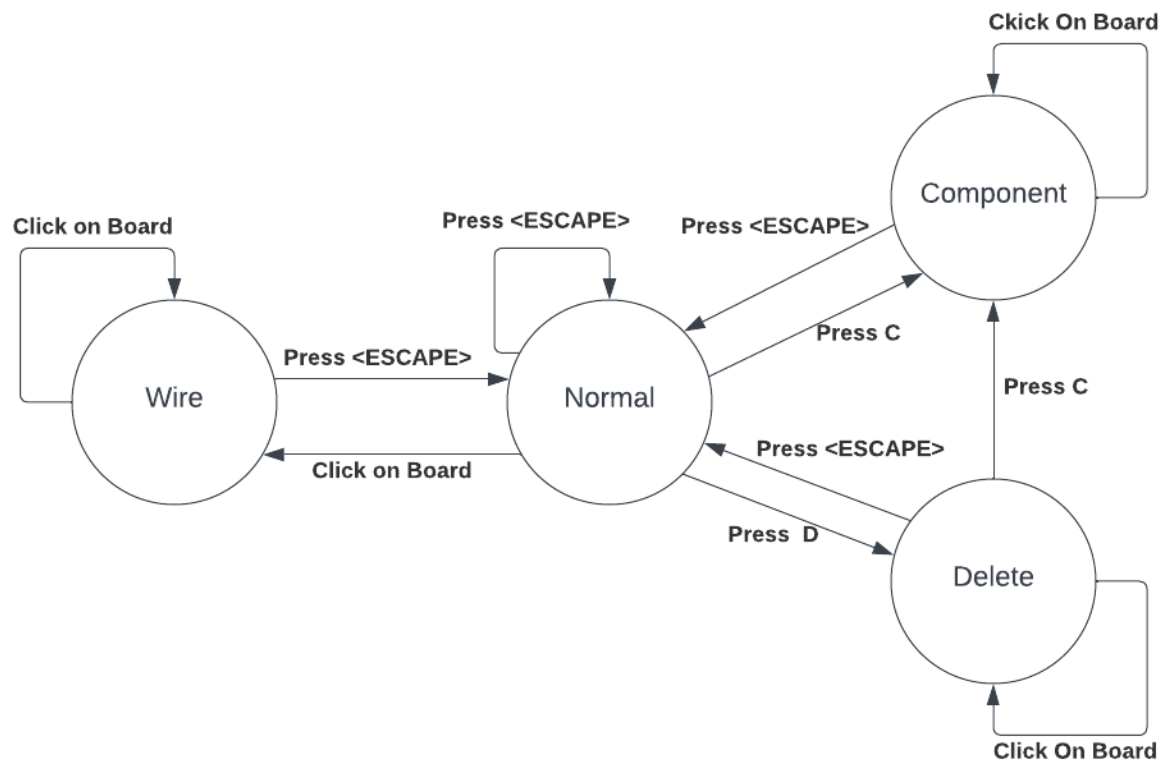 Ckick On Board
Component
Press <ESCAPE>
Click on Board
Press <ESCAPE>
Press C
Press <ESCAPE>
Wire
Normal
Press C
Click on Board
Press <ESCAPE>
Press  D
Delete
Click On Board